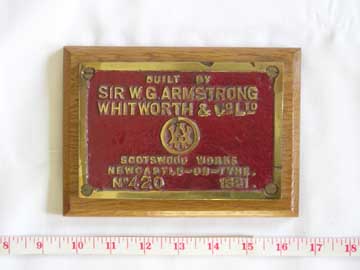 BUILT BY
SIR W.G. ARMSTRONG
WHITWORTH & CO LTD
SCOTSWOOD WORKS
NEWCASTLE-ON-TYNE.
No 420 1921
8 9 10 11 12 13 14 15 16 17 18